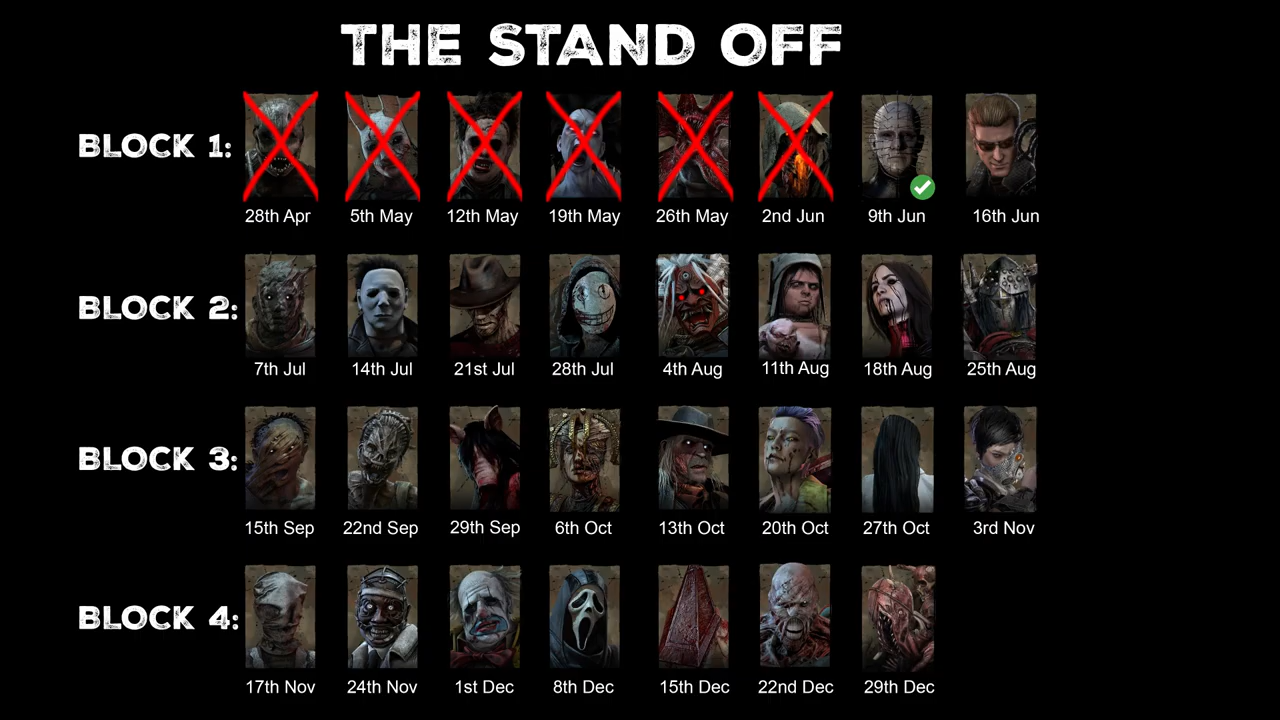 THE STAND OFF
BLOCK 1:
28th Apr 5th May 12th May 19th May 26th May 2nd Jun 9th Jun 16th Jun
BLOCK 2:
7th Jul 14th Jul 21st Jul 28th Jul 4th Aug 11th Aug 18th Aug 25th Aug
BLOCK 3:
15th Sep 22nd Sep 29th Sep 6th Oct 13th Oct 20th Oct 27th Oct 3rd Nov
BLOCK 4:
17th Nov 24th Nov 1st Dec 8th Dec 15th Dec 22nd Dec 29th Dec